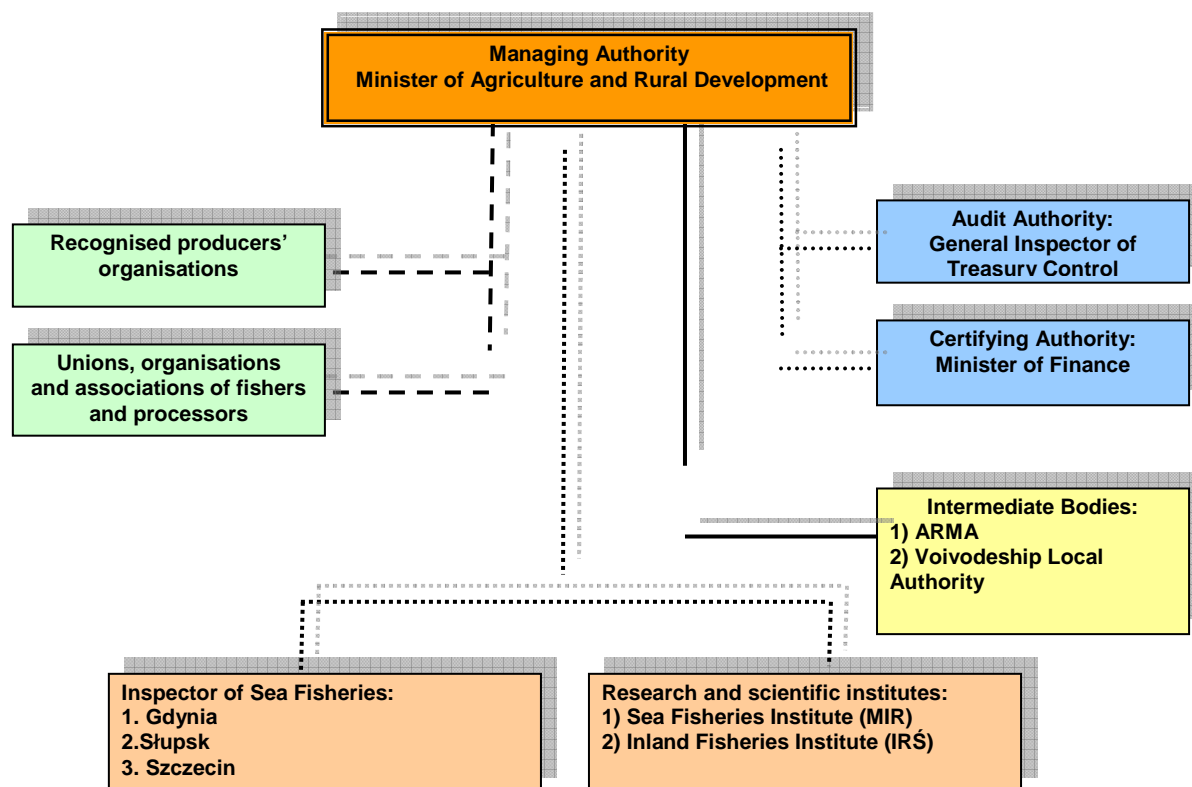 Managing Authority
Minister of Agriculture and Rural Development
Recognised producers’
organisations
Audit Authority:
General Inspector of
Treasury Control
Unions, organisations
and associations of fishers
and processors
Certifying Authority:
Minister of Finance
Intermediate Bodies:
1) ARMA
2) Voivodeship Local
Authority
Inspector of Sea Fisheries:
1. Gdynia
2.Słupsk
3. Szczecin
Research and scientific institutes:
1) Sea Fisheries Institute (MIR)
2) Inland Fisheries Institute (IRŚ)